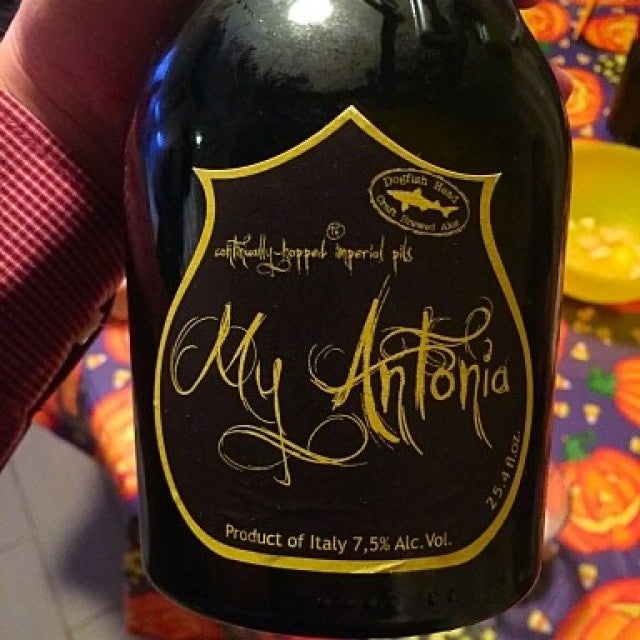 Dogfish Head
Craft Brewed Ales
continually-hopped imperial pils
My Antonia
25.4 fl.oz.
Product of Italy 7,5% Alc. Vol.